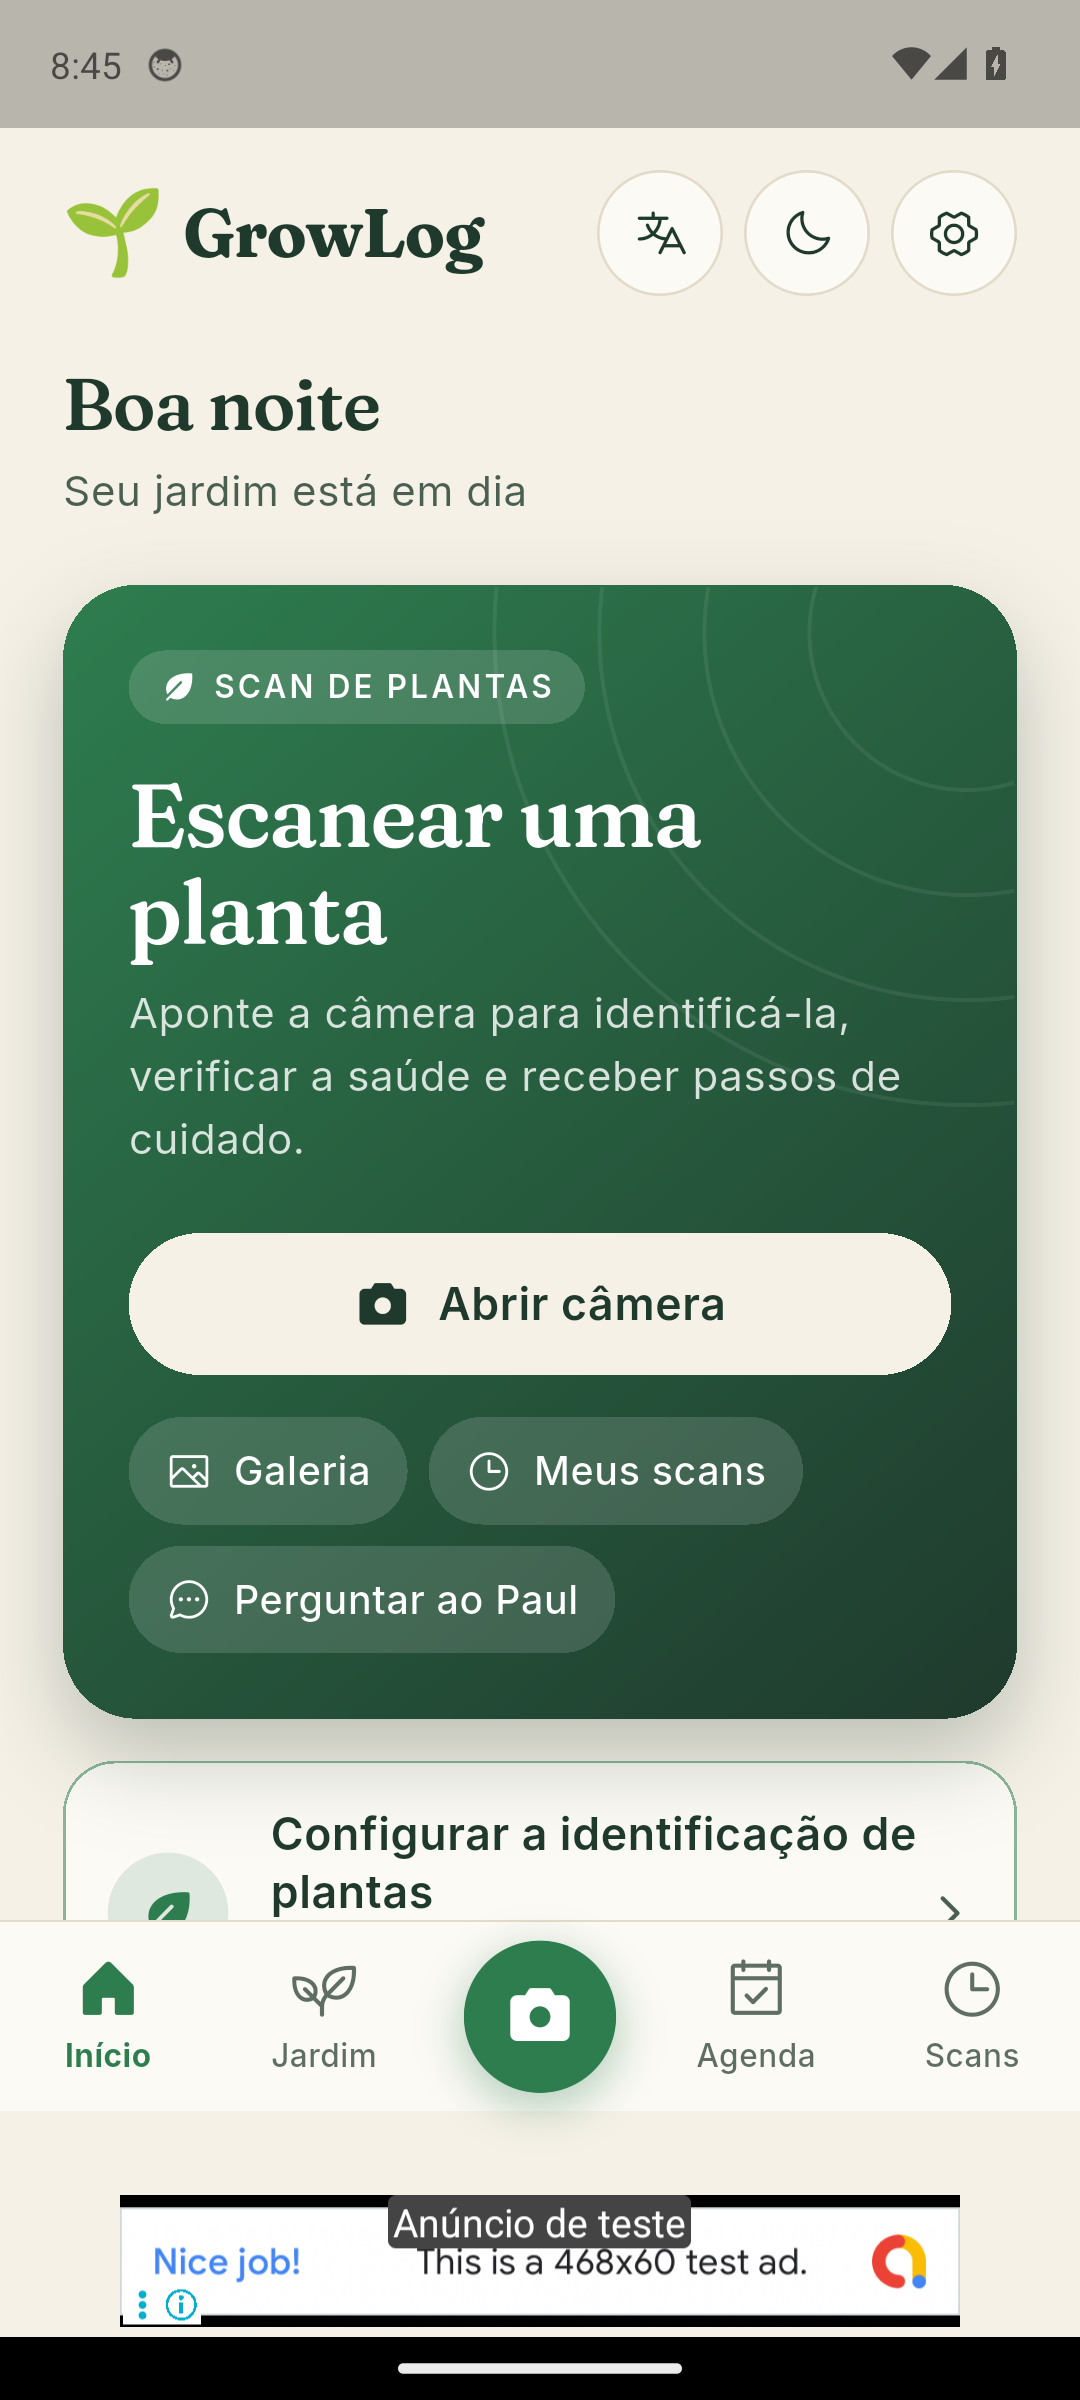 8:45
GrowLog
Boa noite
Seu jardim está em dia
SCAN DE PLANTAS
Escanear uma
planta
Aponte a câmera para identificá-la,
verificar a saúde e receber passos de
cuidado.
Abrir câmera
Galeria
Meus scans
Perguntar ao Paul
Configurar a identificação de
plantas
Início
Jardim
Agenda
Scans
Anúncio de teste
Nice job!
This is a 468x60 test ad.